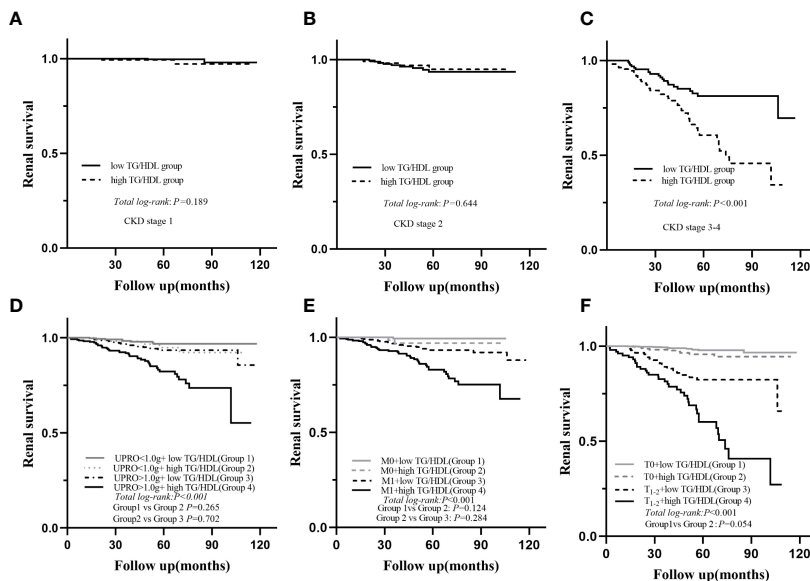 A
Renal survival
1.0
0.5
0.0
low TG/HDL group
high TG/HDL group
Total log-rank: P=0.189
CKD stage 1
30 60 90 120
Follow up(months)
B
Renal survival
1.0
0.5
0.0
low TG/HDL group
high TG/HDL group
Total log-rank: P=0.644
CKD stage 2
30 60 90 120
Follow up(months)
C
Renal survival
1.0
0.5
0.0
low TG/HDL group
high TG/HDL group
Total log-rank: P<0.001
CKD stage 3-4
30 60 90 120
Follow up(months)
D
Renal survival
1.0
0.5
0.0
UPRO<1.0g+ low TG/HDL(Group 1)
UPRO<1.0g+ high TG/HDL(Group 2)
UPRO>1.0g+ low TG/HDL(Group 3)
UPRO>1.0g+ high TG/HDL(Group 4)
Total log-rank:P<0.001
Group1 vs Group 2 P=0.265
Group2 vs Group 3 P=0.702
0 30 60 90 120
Follow up(months)
E
Renal survival
1.0
0.5
0.0
M0+low TG/HDL(Group 1)
M0+high TG/HDL(Group 2)
M1+low TG/HDL(Group 3)
M1+high TG/HDL(Group 4)
Total log-rank:P<0.001
Group 1 vs Group 2: P=0.124
Group 2 vs Group 3: P=0.284
0 30 60 90 120
Follow up(months)
F
Renal survival
1.0
0.5
0.0
T0+low TG/HDL(Group 1)
T0+high TG/HDL(Group 2)
T1-2+low TG/HDL(Group 3)
T1-2+high TG/HDL(Group 4)
Total log-rank:P<0.001
Group1vs Group 2 : P=0.054
0 30 60 90 120
Follow up(months)